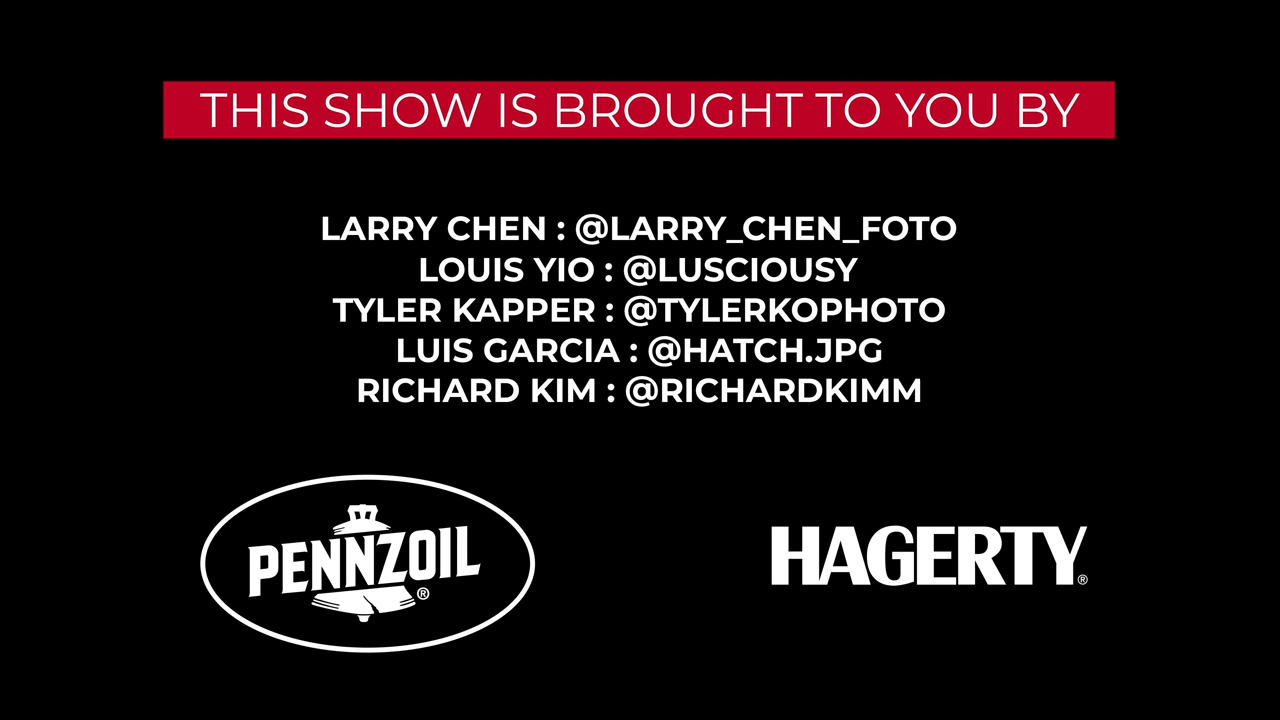 THIS SHOW IS BROUGHT TO YOU BY
LARRY CHEN : @LARRY_CHEN_FOTO
LOUIS YIO : @LUSCIOUSY
TYLER KAPPER : @TYLERKOPHOTO
LUIS GARCIA : @HATCH.JPG
RICHARD KIM : @RICHARDKIMM
PENNZOIL®
HAGERTY®